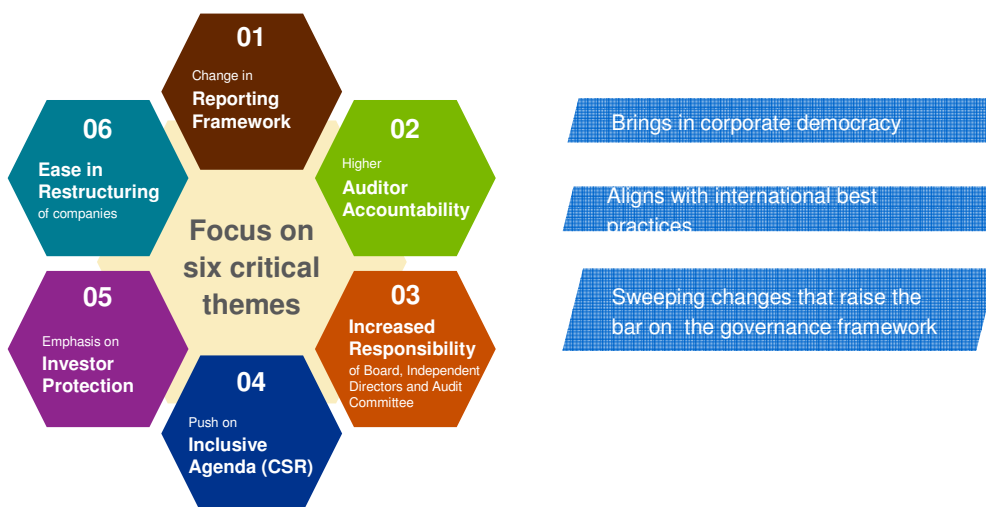 01
Change in
Reporting
Framework
02
Higher
Auditor
Accountability
03
Increased
Responsibility
of Board, Independent
Directors and Audit
Committee
04
Push on
Inclusive
Agenda (CSR)
05
Emphasis on
Investor
Protection
06
Ease in
Restructuring
of companies
Focus on
six critical
themes
Brings in corporate democracy
Aligns with international best
practices
Sweeping changes that raise the
bar on the governance framework